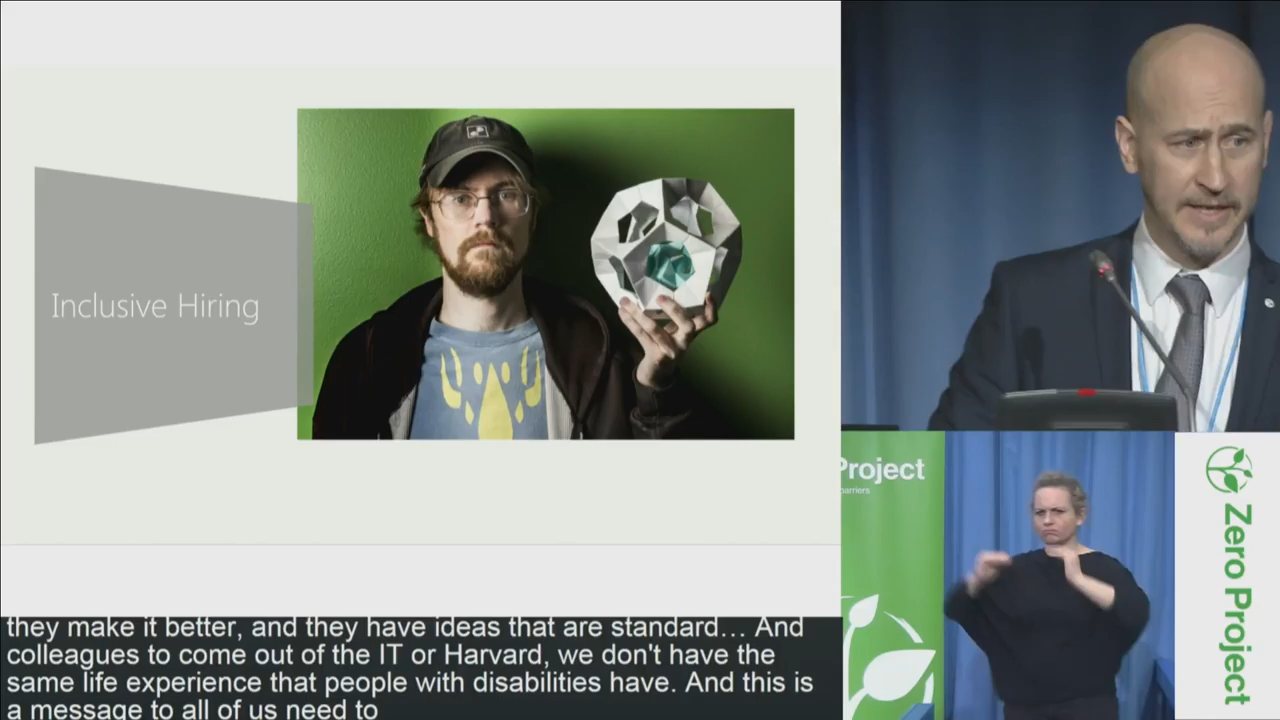 Inclusive Hiring
they make it better, and they have ideas that are standard... And
colleagues to come out of the IT or Harvard, we don't have the
same life experience that people with disabilities have. And this is
a message to all of us need to
Project
barriers
Zero Project